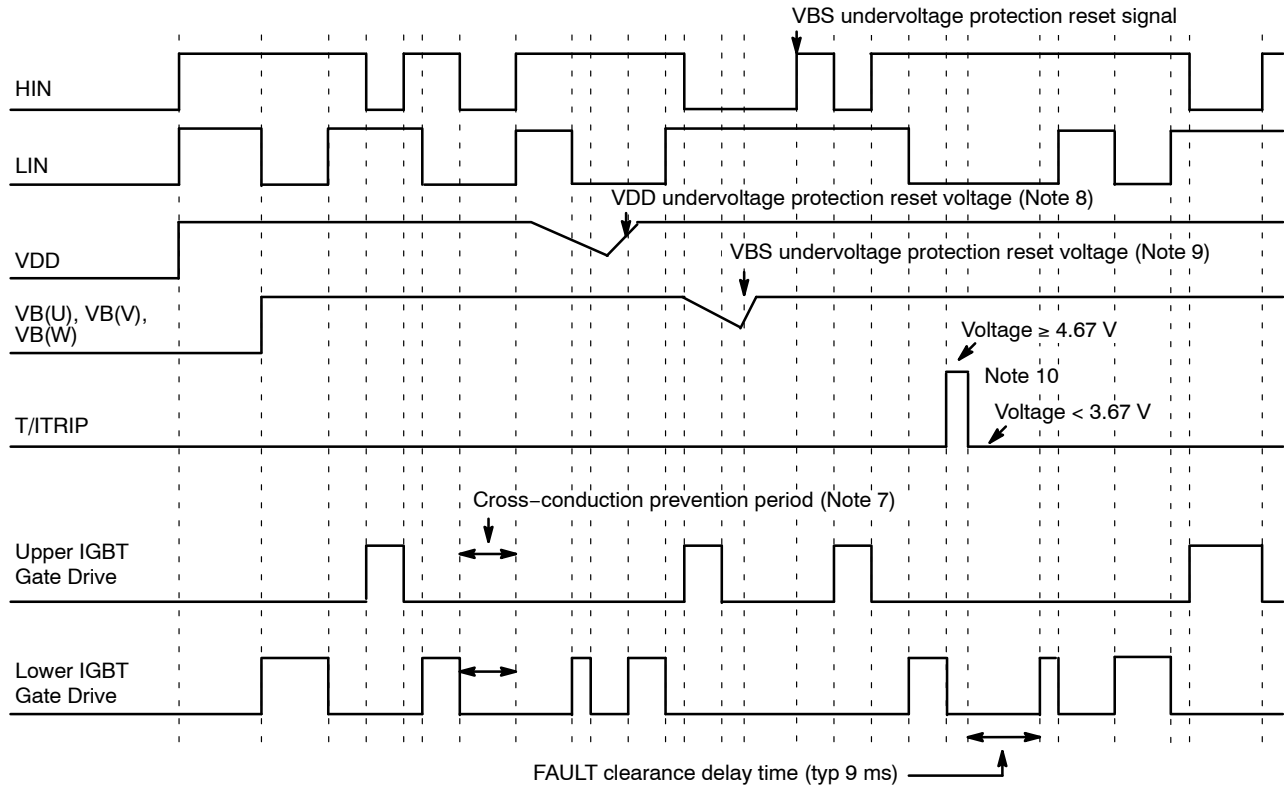 VBS undervoltage protection reset signal
HIN
LIN
VDD undervoltage protection reset voltage (Note 8)
VDD
VBS undervoltage protection reset voltage (Note 9)
VB(U), VB(V),
VB(W)
Voltage ≥ 4.67 V
Note 10
Voltage < 3.67 V
T/ITRIP
Cross−conduction prevention period (Note 7)
Upper IGBT
Gate Drive
Lower IGBT
Gate Drive
FAULT clearance delay time (typ 9 ms)